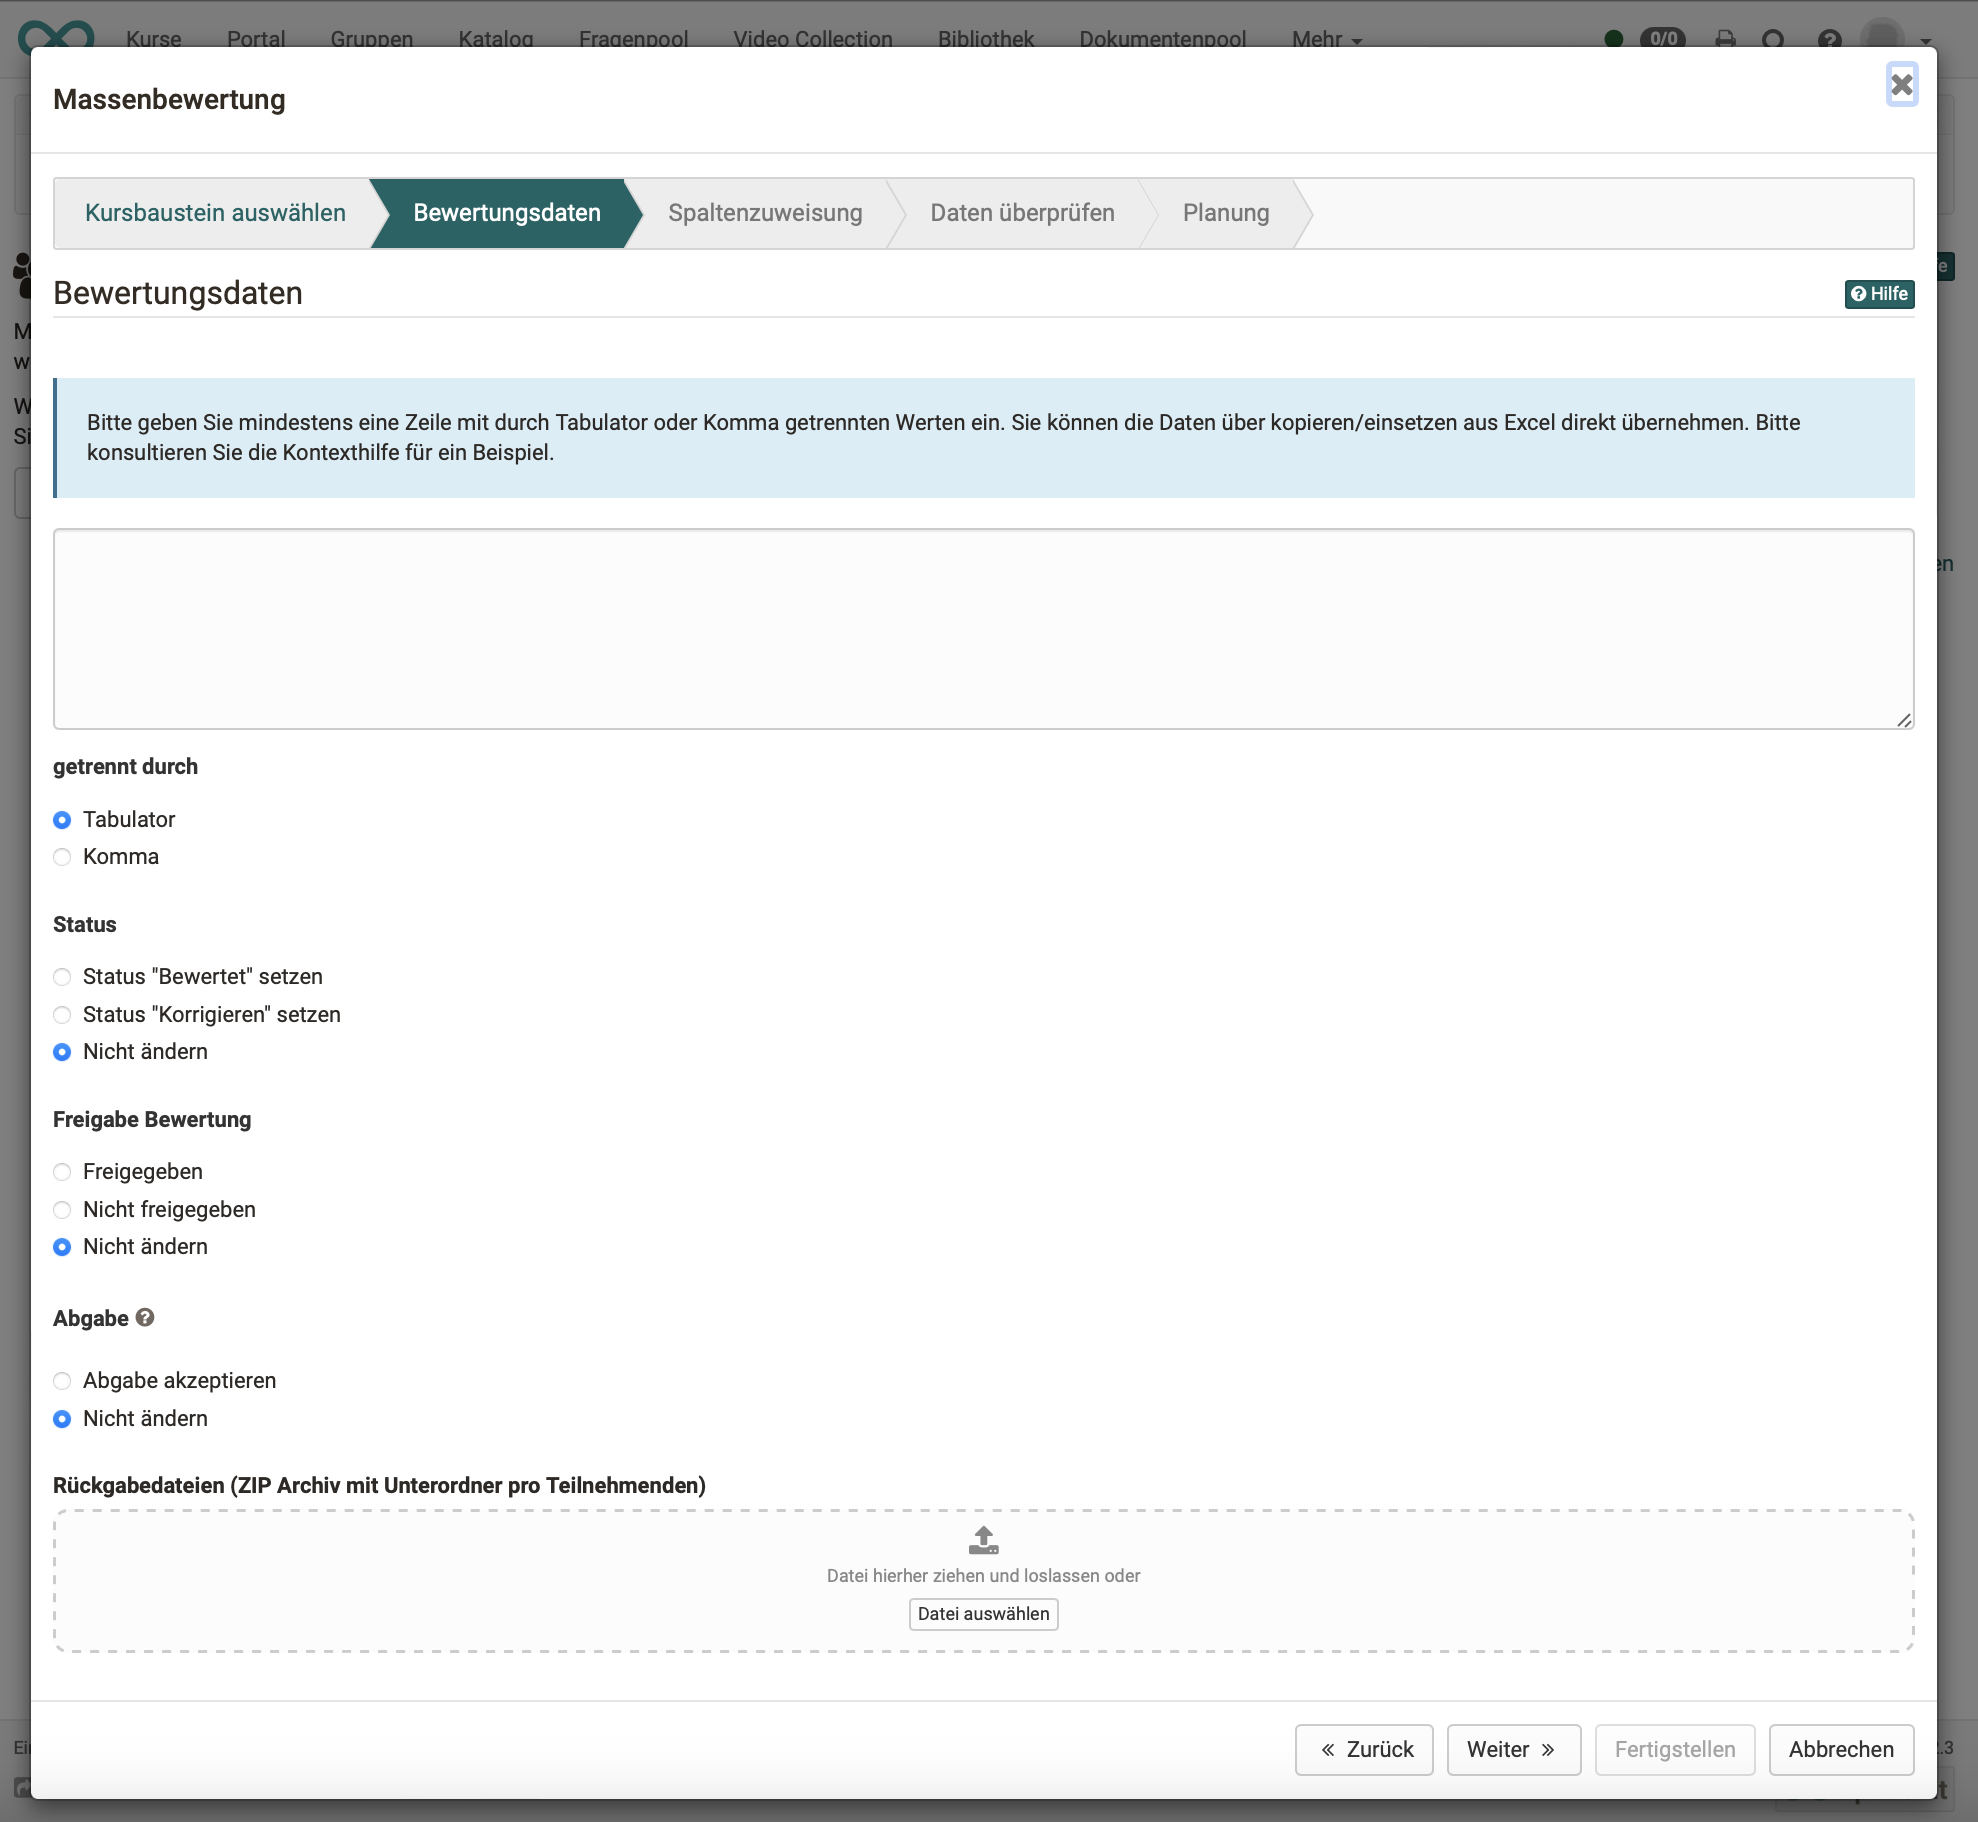 Kurse Portal Gruppen Katalog Fragenpool Video Collection Bibliothek Dokumentenpool Mehr 0/0
Massenbewertung
Kursbaustein auswählen Bewertungsdaten Spaltenzuweisung Daten überprüfen Planung
Bewertungsdaten Hilfe
Bitte geben Sie mindestens eine Zeile mit durch Tabulator oder Komma getrennten Werten ein. Sie können die Daten über kopieren/einsetzen aus Excel direkt übernehmen. Bitte
konsultieren Sie die Kontexthilfe für ein Beispiel.
getrennt durch
Tabulator
Komma
Status
Status "Bewertet" setzen
Status "Korrigieren" setzen
Nicht ändern
Freigabe Bewertung
Freigegeben
Nicht freigegeben
Nicht ändern
Abgabe
Abgabe akzeptieren
Nicht ändern
Rückgabedateien (ZIP Archiv mit Unterordner pro Teilnehmenden)
Datei hierher ziehen und loslassen oder
Datei auswählen
« Zurück Weiter » Fertigstellen Abbrechen